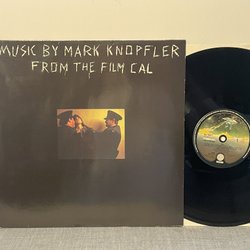 MUSIC BY MARK KNOPFLER
FROM THE FILM CAL